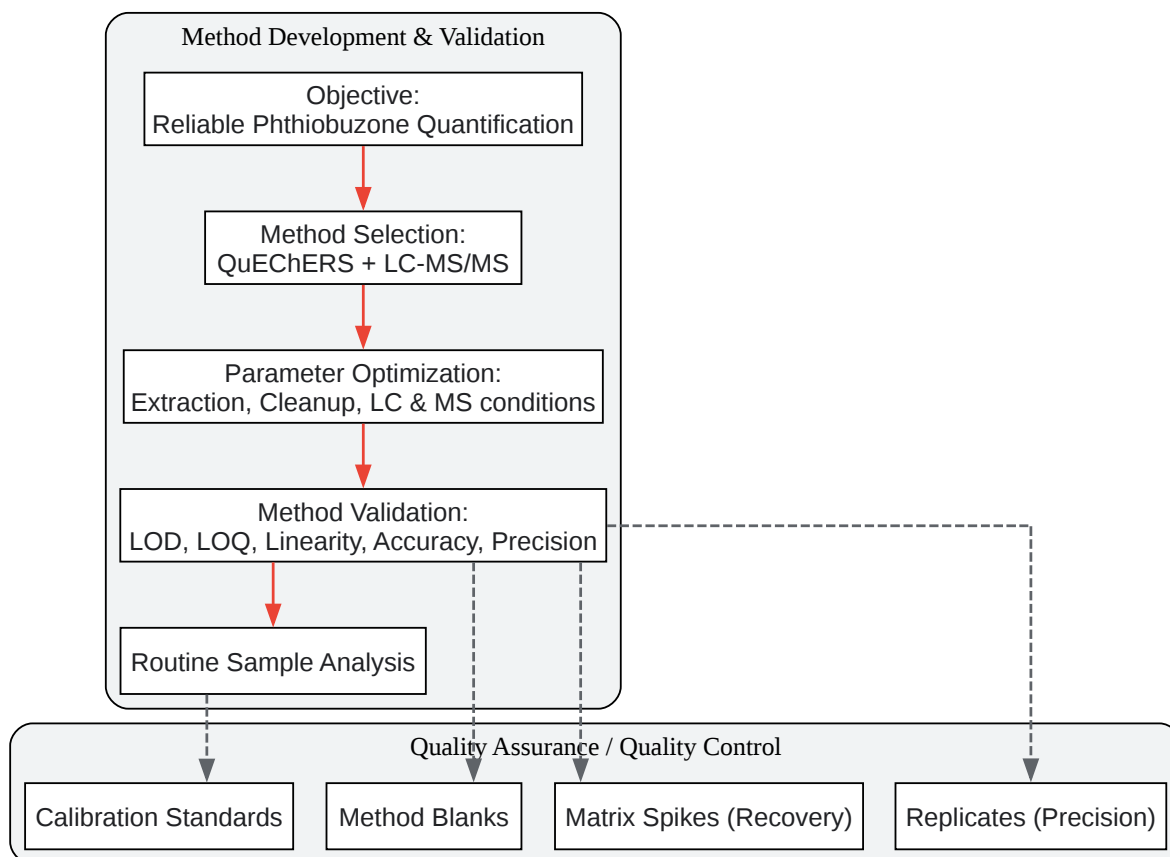 Method Development & Validation
Objective:
Reliable Phthiobuzone Quantification
Method Selection:
QuEChERS + LC-MS/MS
Parameter Optimization:
Extraction, Cleanup, LC & MS conditions
Method Validation:
LOD, LOQ, Linearity, Accuracy, Precision
Routine Sample Analysis
Quality Assurance / Quality Control
Calibration Standards
Method Blanks
Matrix Spikes (Recovery)
Replicates (Precision)